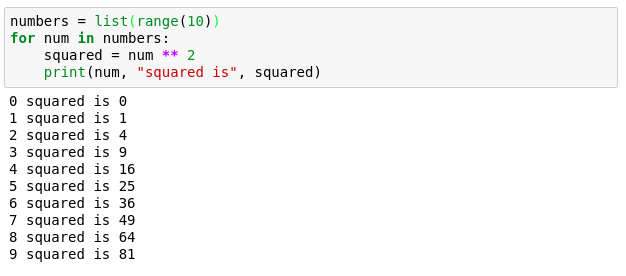 numbers = list(range(10))
for num in numbers:
    squared = num ** 2
    print(num, "squared is", squared)
0 squared is 0
1 squared is 1
2 squared is 4
3 squared is 9
4 squared is 16
5 squared is 25
6 squared is 36
7 squared is 49
8 squared is 64
9 squared is 81